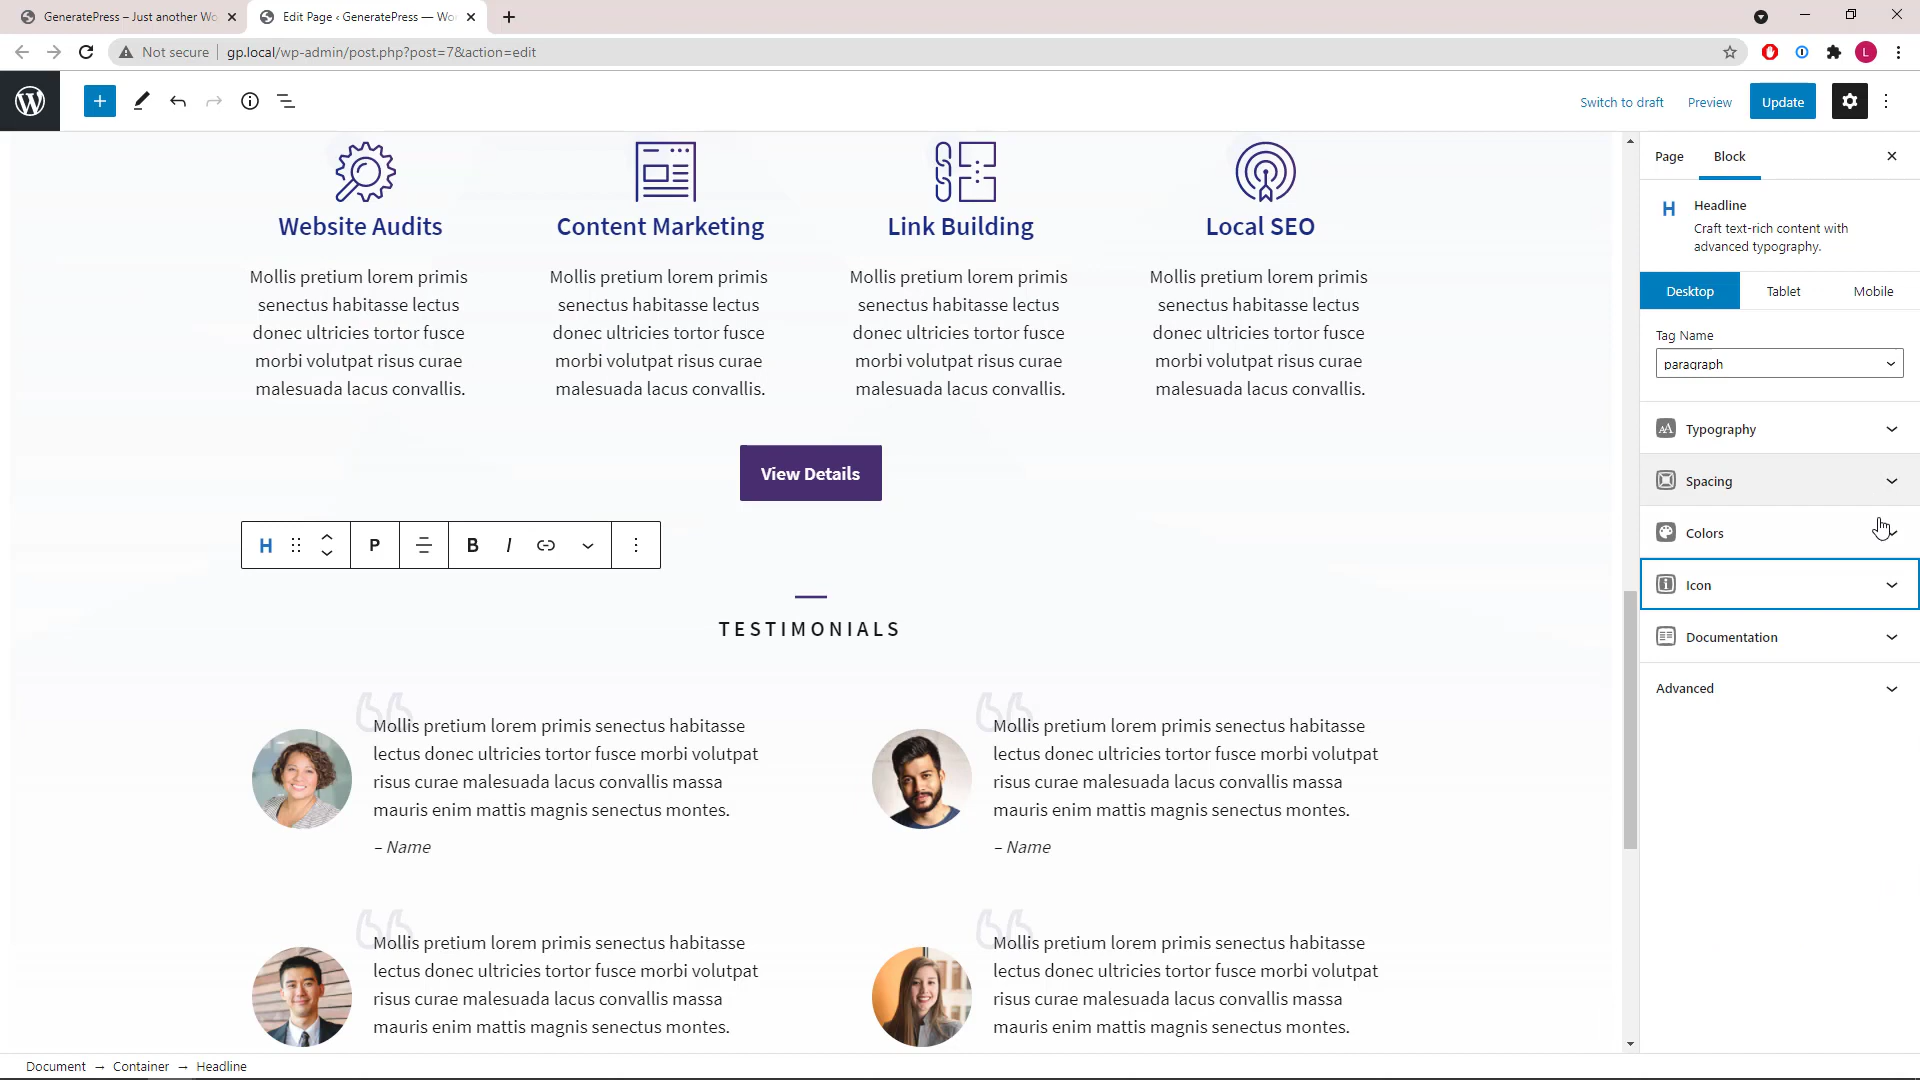 GeneratePress – Just another Wo
Edit Page ‹ GeneratePress — Wo
Not secure
gp.local/wp-admin/post.php?post=7&action=edit
L
Switch to draft
Preview
Update
Website Audits
Content Marketing
Link Building
Local SEO
Mollis pretium lorem primis
senectus habitasse lectus
donec ultricies tortor fusce
morbi volutpat risus curae
malesuada lacus convallis.
Mollis pretium lorem primis
senectus habitasse lectus
donec ultricies tortor fusce
morbi volutpat risus curae
malesuada lacus convallis.
Mollis pretium lorem primis
senectus habitasse lectus
donec ultricies tortor fusce
morbi volutpat risus curae
malesuada lacus convallis.
Mollis pretium lorem primis
senectus habitasse lectus
donec ultricies tortor fusce
morbi volutpat risus curae
malesuada lacus convallis.
View Details
H P B I
TESTIMONIALS
Mollis pretium lorem primis senectus habitasse
lectus donec ultricies tortor fusce morbi volutpat
risus curae malesuada lacus convallis massa
mauris enim mattis magnis senectus montes.
– Name
Mollis pretium lorem primis senectus habitasse
lectus donec ultricies tortor fusce morbi volutpat
risus curae malesuada lacus convallis massa
mauris enim mattis magnis senectus montes.
– Name
Mollis pretium lorem primis senectus habitasse
lectus donec ultricies tortor fusce morbi volutpat
risus curae malesuada lacus convallis massa
mauris enim mattis magnis senectus montes.
Mollis pretium lorem primis senectus habitasse
lectus donec ultricies tortor fusce morbi volutpat
risus curae malesuada lacus convallis massa
mauris enim mattis magnis senectus montes.
Page
Block
H Headline
Craft text-rich content with
advanced typography.
Desktop
Tablet
Mobile
Tag Name
paragraph
AA Typography
Spacing
Colors
Icon
Documentation
Advanced
Document → Container → Headline